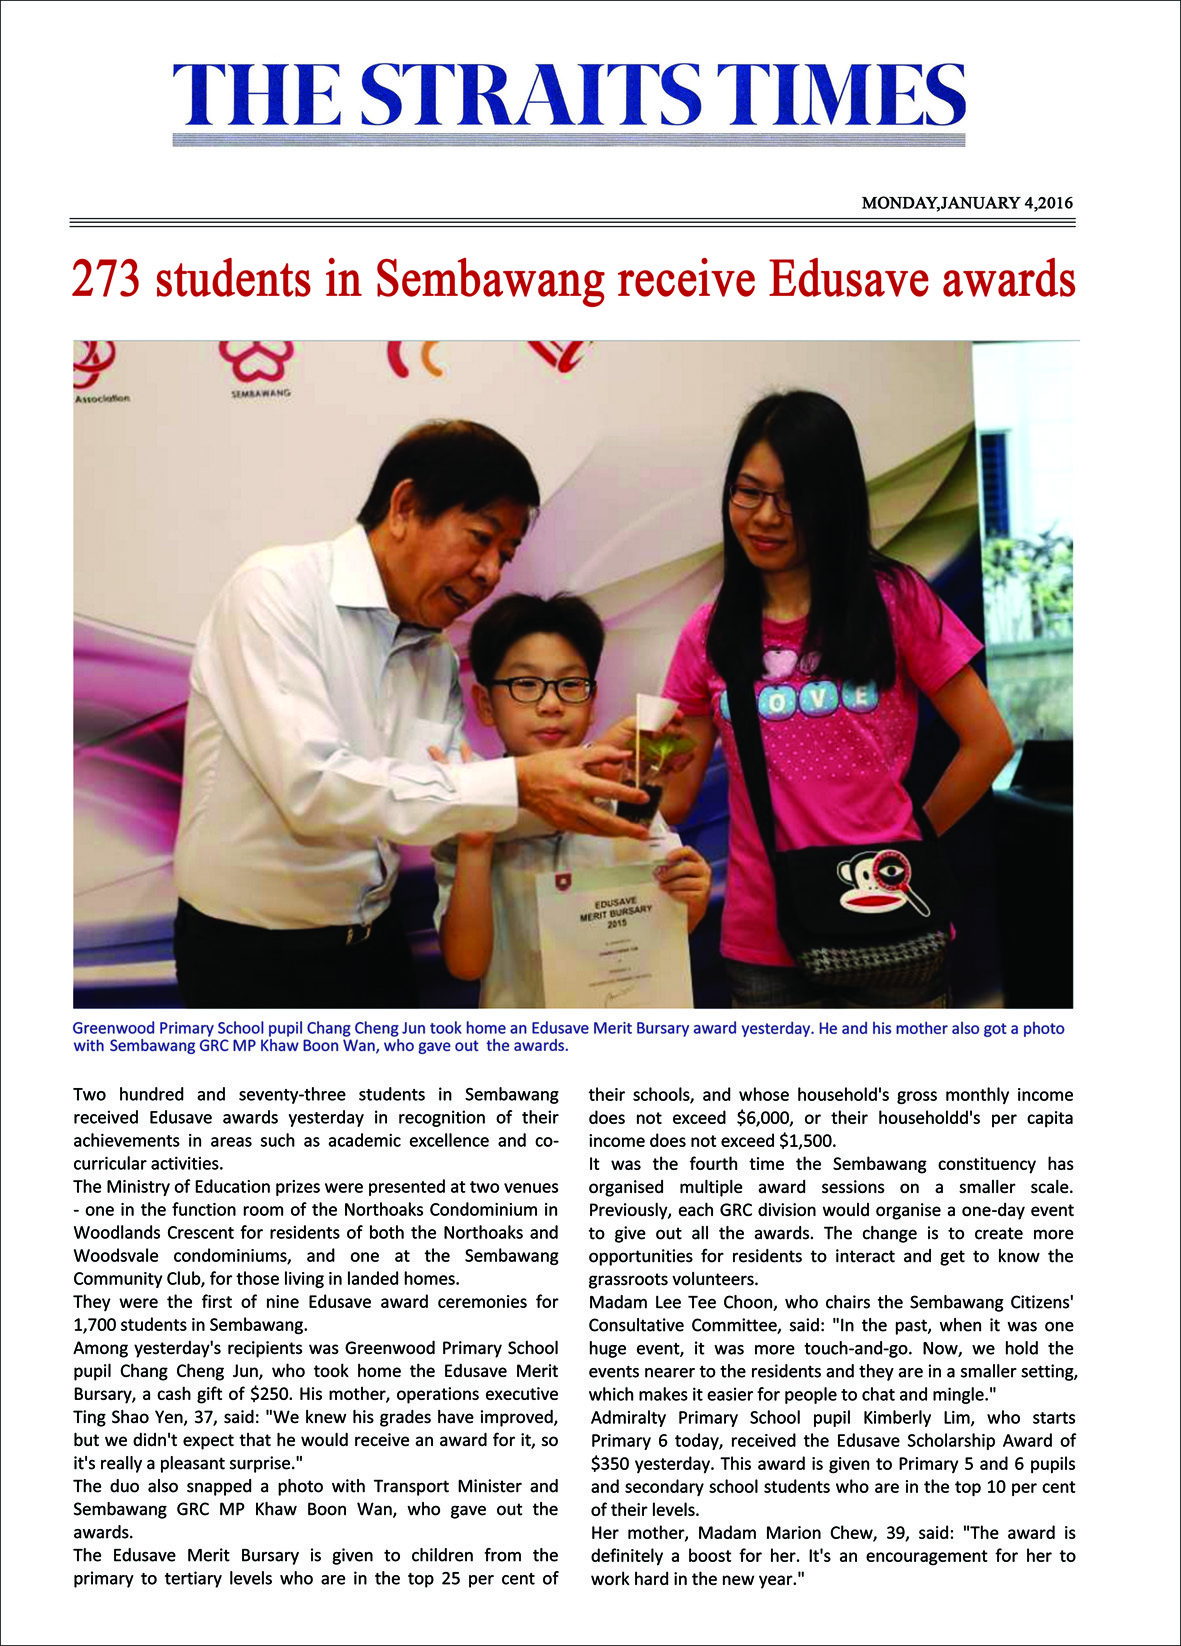 THE STRAITS TIMES
MONDAY,JANUARY 4,2016
273 students in Sembawang receive Edusave awards
Association
SEMBAWANG
OVE
EDUSAVE
MERIT BURSARY
2015
Greenwood Primary School pupil Chang Cheng Jun took home an Edusave Merit Bursary award yesterday. He and his mother also got a photo
with Sembawang GRC MP Khaw Boon Wan, who gave out the awards.
Two hundred and seventy-three students in Sembawang
received Edusave awards yesterday in recognition of their
achievements in areas such as academic excellence and co-
curricular activities.
The Ministry of Education prizes were presented at two venues
- one in the function room of the Northoaks Condominium in
Woodlands Crescent for residents of both the Northoaks and
Woodsvale condominiums, and one at the Sembawang
Community Club, for those living in landed homes.
They were the first of nine Edusave award ceremonies for
1,700 students in Sembawang.
Among yesterday's recipients was Greenwood Primary School
pupil Chang Cheng Jun, who took home the Edusave Merit
Bursary, a cash gift of $250. His mother, operations executive
Ting Shao Yen, 37, said: "We knew his grades have improved,
but we didn't expect that he would receive an award for it, so
it's really a pleasant surprise."
The duo also snapped a photo with Transport Minister and
Sembawang GRC MP Khaw Boon Wan, who gave out the
awards.
The Edusave Merit Bursary is given to children from the
primary to tertiary levels who are in the top 25 per cent of
their schools, and whose household's gross monthly income
does not exceed $6,000, or their householdd's per capita
income does not exceed $1,500.
It was the fourth time the Sembawang constituency has
organised multiple award sessions on a smaller scale.
Previously, each GRC division would organise a one-day event
to give out all the awards. The change is to create more
opportunities for residents to interact and get to know the
grassroots volunteers.
Madam Lee Tee Choon, who chairs the Sembawang Citizens'
Consultative Committee, said: "In the past, when it was one
huge event, it was more touch-and-go. Now, we hold the
events nearer to the residents and they are in a smaller setting,
which makes it easier for people to chat and mingle."
Admiralty Primary School pupil Kimberly Lim, who starts
Primary 6 today, received the Edusave Scholarship Award of
$350 yesterday. This award is given to Primary 5 and 6 pupils
and secondary school students who are in the top 10 per cent
of their levels.
Her mother, Madam Marion Chew, 39, said: "The award is
definitely a boost for her. It's an encouragement for her to
work hard in the new year."